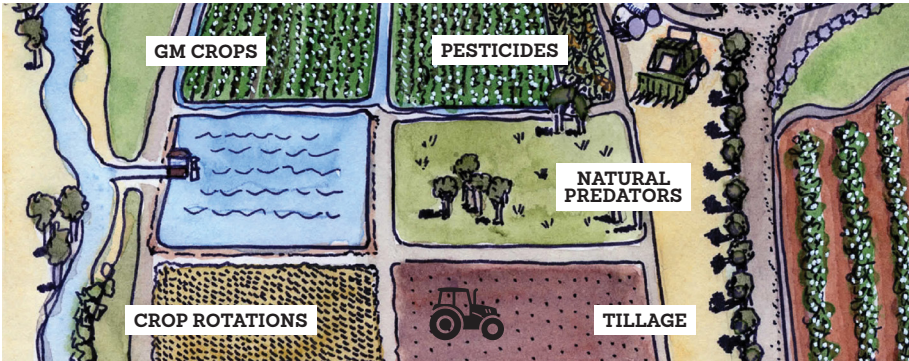 GM CROPS
PESTICIDES
NATURAL
PREDATORS
CROP ROTATIONS
TILLAGE